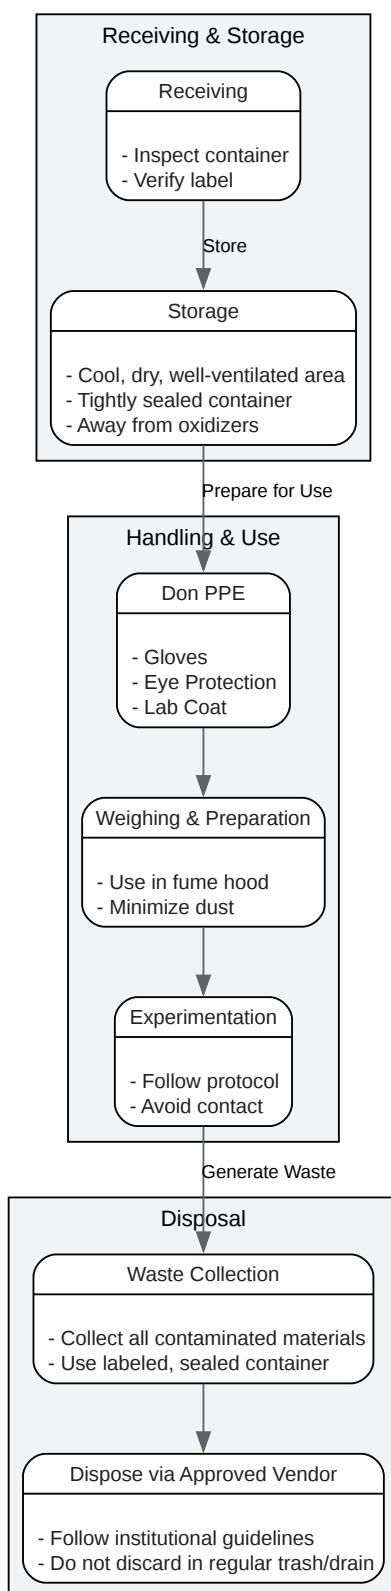 Receiving & Storage
Receiving
- Inspect container
- Verify label
Store
Storage
- Cool, dry, well-ventilated area
- Tightly sealed container
- Away from oxidizers
Prepare for Use
Handling & Use
Don PPE
- Gloves
- Eye Protection
- Lab Coat
Weighing & Preparation
- Use in fume hood
- Minimize dust
Experimentation
- Follow protocol
- Avoid contact
Generate Waste
Disposal
Waste Collection
- Collect all contaminated materials
- Use labeled, sealed container
Dispose via Approved Vendor
- Follow institutional guidelines
- Do not discard in regular trash/drain